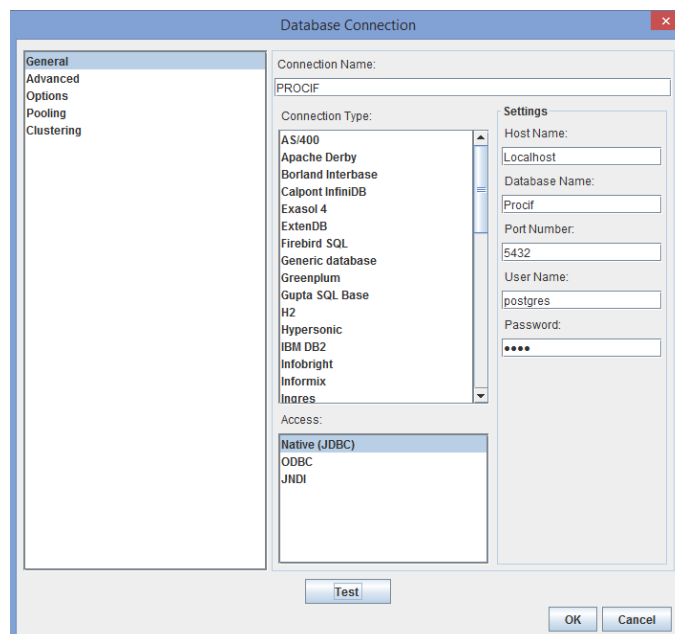 Database Connection
General
Advanced
Options
Pooling
Clustering
Connection Name:
PROCIF
Connection Type:
AS/400
Apache Derby
Borland Interbase
Calpont InfiniDB
Exasol 4
ExtenDB
Firebird SQL
Generic database
Greenplum
Gupta SQL Base
H2
Hypersonic
IBM DB2
Infobright
Informix
Ingres
Access:
Native (JDBC)
ODBC
JNDI
Settings
Host Name:
Localhost
Database Name:
Procif
Port Number:
5432
User Name:
postgres
Password:
••••
Test
OK
Cancel